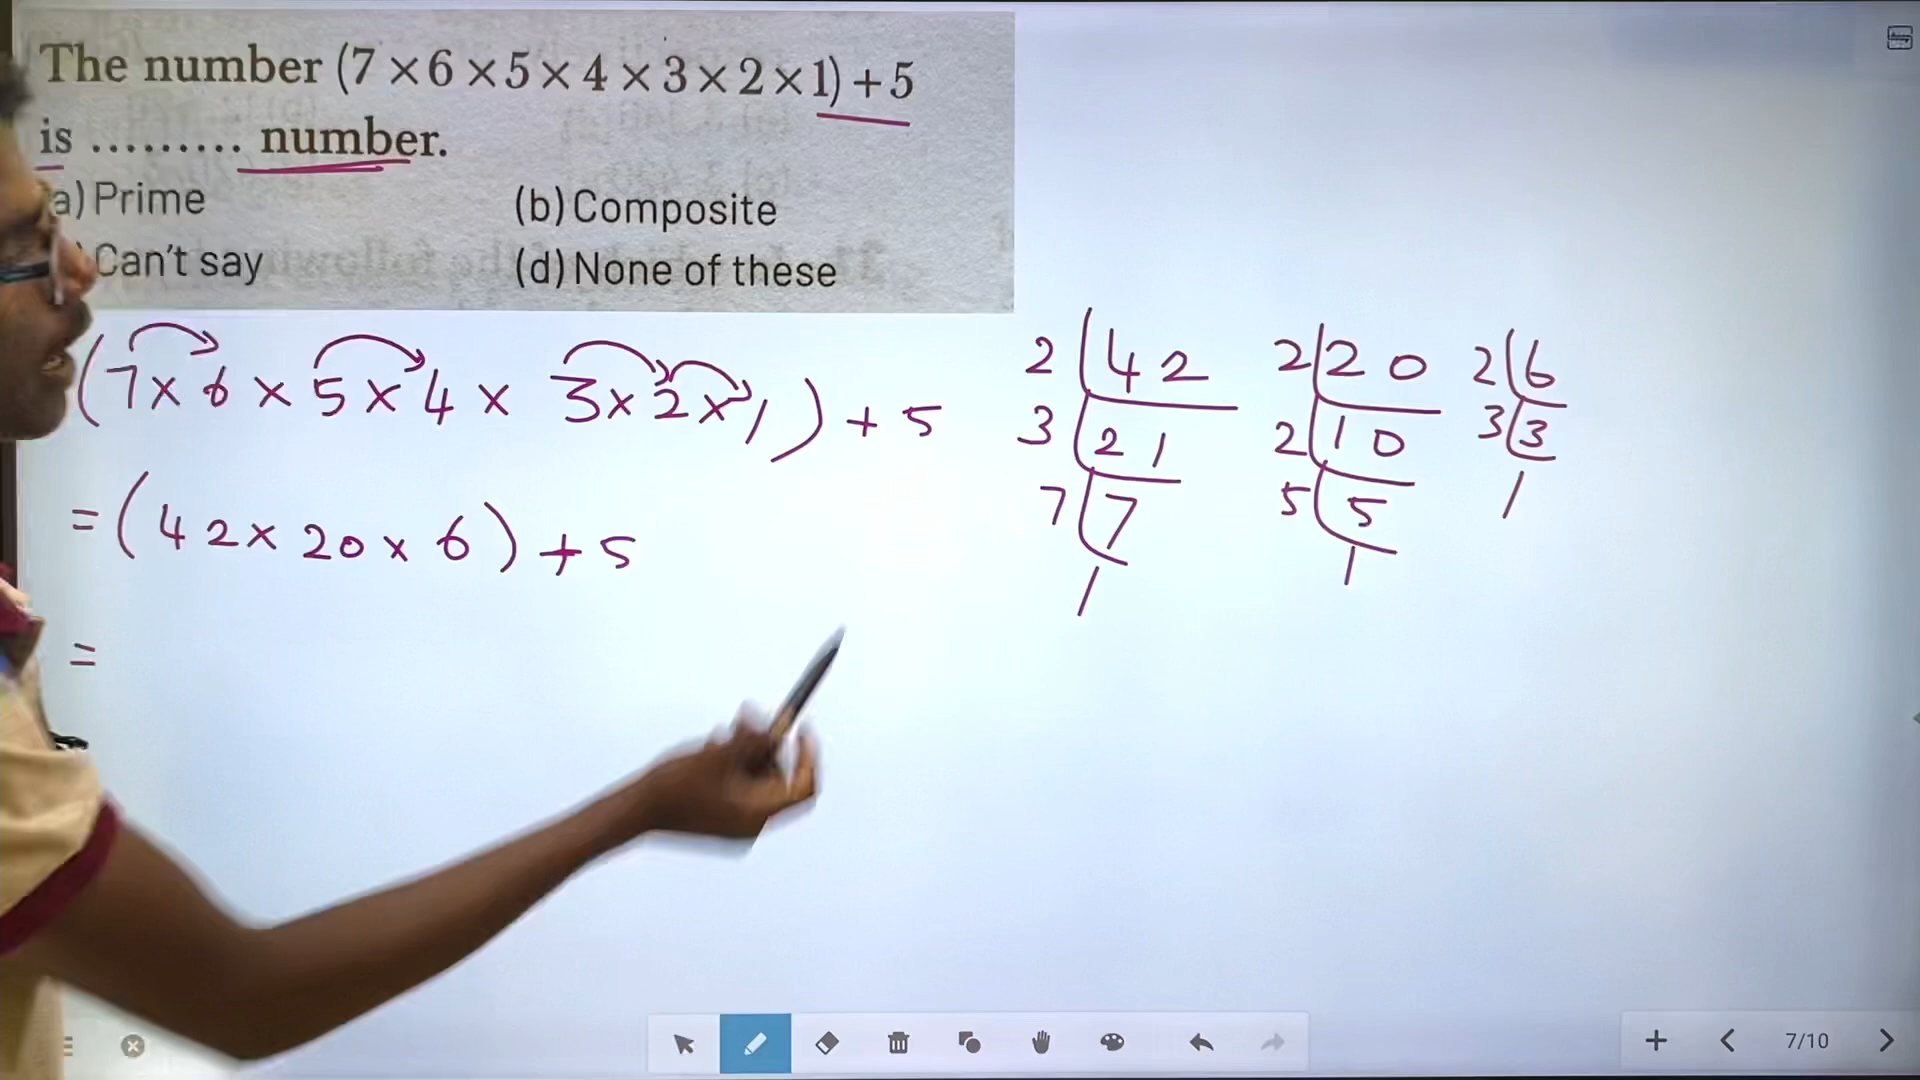 The number (7 × 6 × 5 × 4 × 3 × 2 × 1) + 5
is ......... number.
a) Prime
(b) Composite
) Can't say
(d) None of these
(7 × 6 × 5 × 4 × 3 × 2 × 1) + 5
= (42 × 20 × 6) + 5
=
2 | 42
3 | 21
7 | 7
1
2 | 20
2 | 10
5 | 5
1
2 | 6
3 | 3
1
7/10